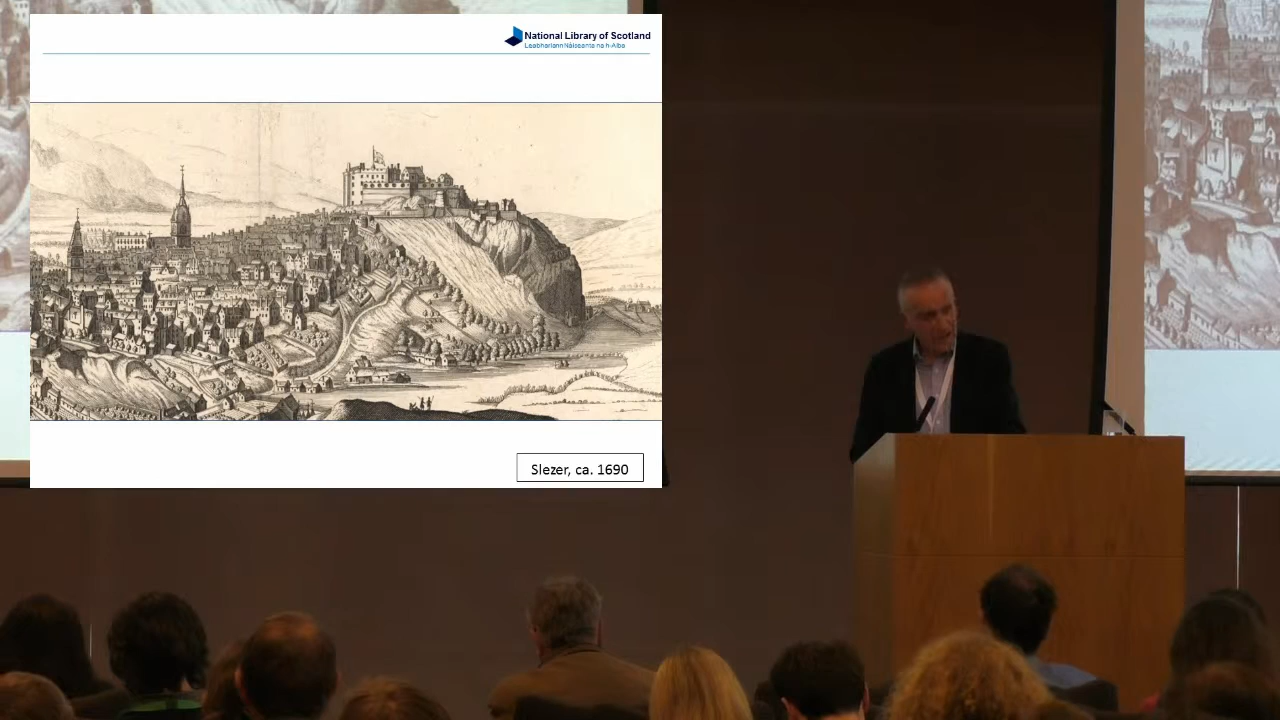 National Library of Scotland
Leabharlann Nàiseanta na h-Alba
Slezer, ca. 1690